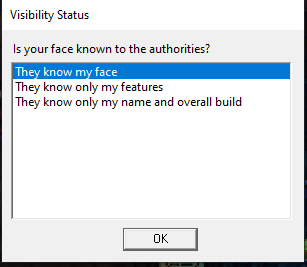 Visibility Status
Is your face known to the authorities?
They know my face
They know only my features
They know only my name and overall build
OK